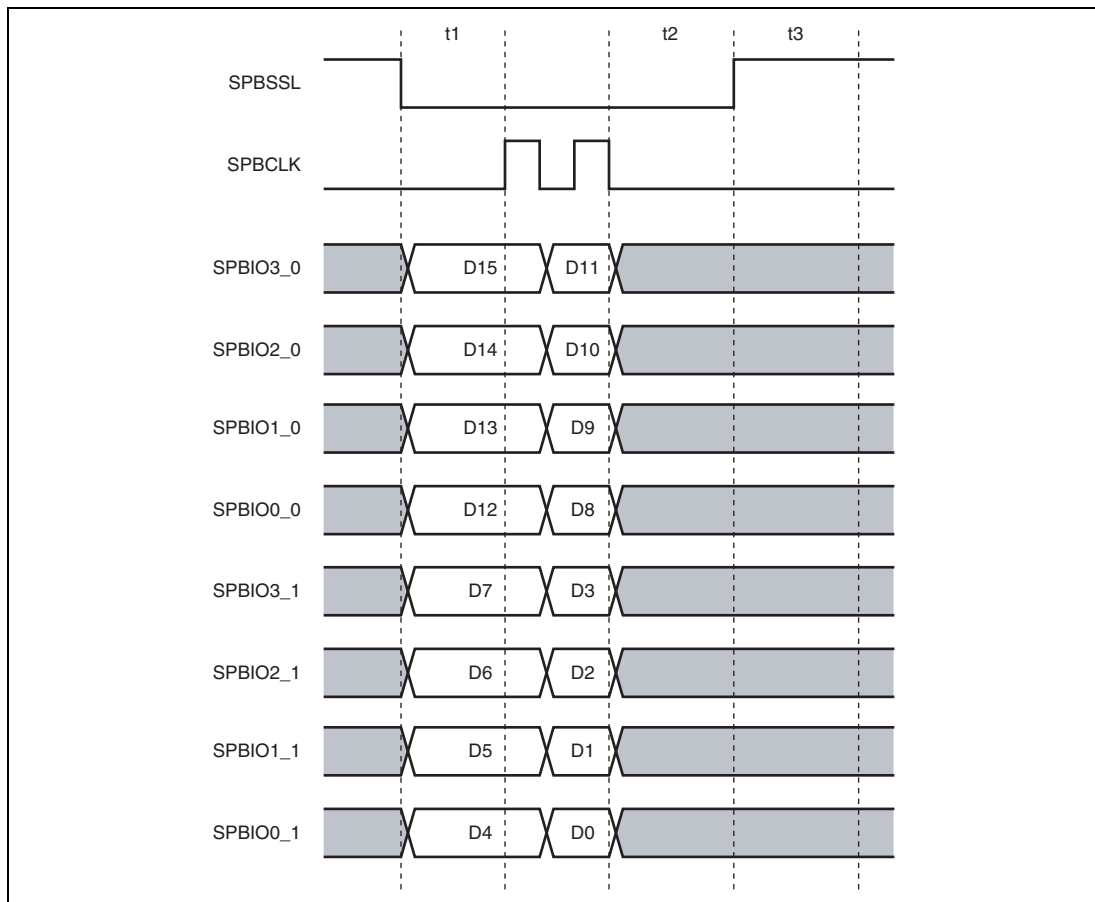 t1 t2 t3
SPBSSL
SPBCLK
SPBIO3_0 D15 D11
SPBIO2_0 D14 D10
SPBIO1_0 D13 D9
SPBIO0_0 D12 D8
SPBIO3_1 D7 D3
SPBIO2_1 D6 D2
SPBIO1_1 D5 D1
SPBIO0_1 D4 D0